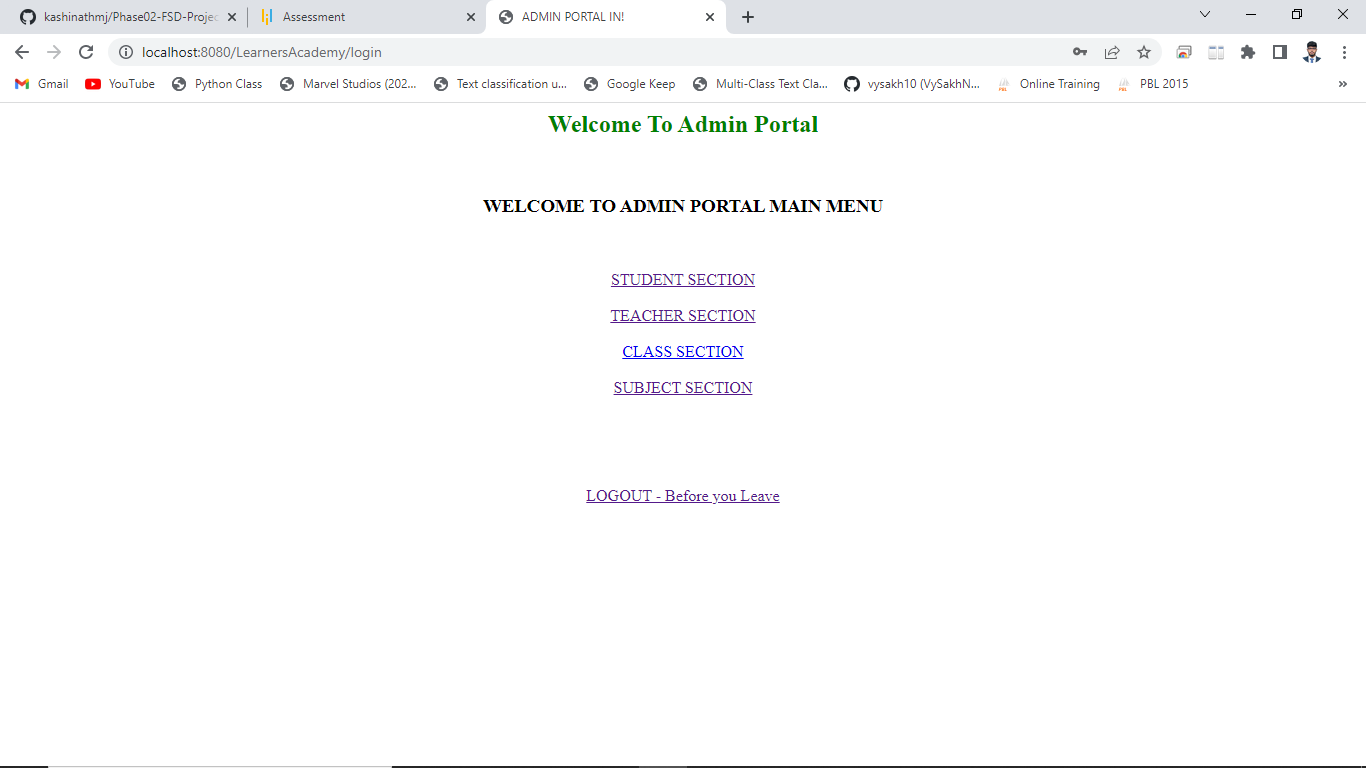 kashinathmj/Phase02-FSD-Projec
Assessment
ADMIN PORTAL IN!
localhost:8080/LearnersAcademy/login
Gmail YouTube Python Class Marvel Studios (202... Text classification u... Google Keep Multi-Class Text Cla... vysakh10 (VySakhN... Online Training PBL 2015 »
Welcome To Admin Portal
WELCOME TO ADMIN PORTAL MAIN MENU
STUDENT SECTION
TEACHER SECTION
CLASS SECTION
SUBJECT SECTION
LOGOUT - Before you Leave